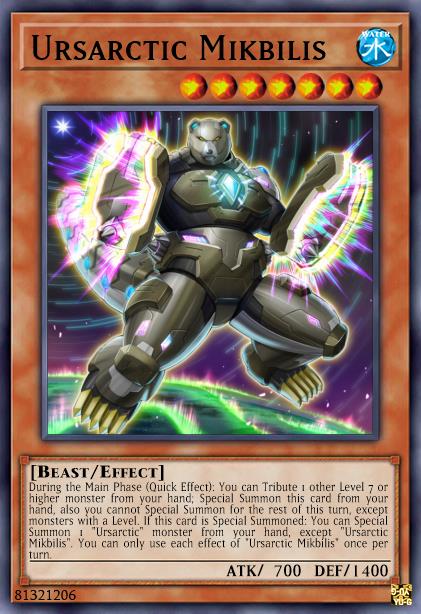 URSARCTIC MIKBILIS
WATER
水
[BEAST/EFFECT]
During the Main Phase (Quick Effect): You can Tribute 1 other Level 7 or
higher monster from your hand; Special Summon this card from your
hand, also you cannot Special Summon for the rest of this turn, except
monsters with a Level. If this card is Special Summoned: You can Special
Summon 1 "Ursarctic" monster from your hand, except "Ursarctic
Mikbilis". You can only use each effect of "Ursarctic Mikbilis" once per
turn.
ATK/ 700 DEF/1400
81321206